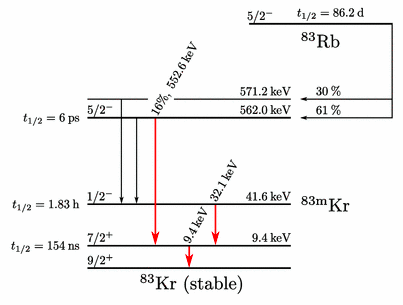 5/2⁻ t₁/₂ = 86.2 d
⁸³Rb
16%, 552.6 keV
571.2 keV 30 %
5/2⁻ 562.0 keV 61 %
t₁/₂ = 6 ps
32.1 keV
1/2⁻ 41.6 keV
t₁/₂ = 1.83 h
⁸³ᵐKr
9.4 keV
7/2⁺ 9.4 keV
t₁/₂ = 154 ns
9/2⁺
⁸³Kr (stable)